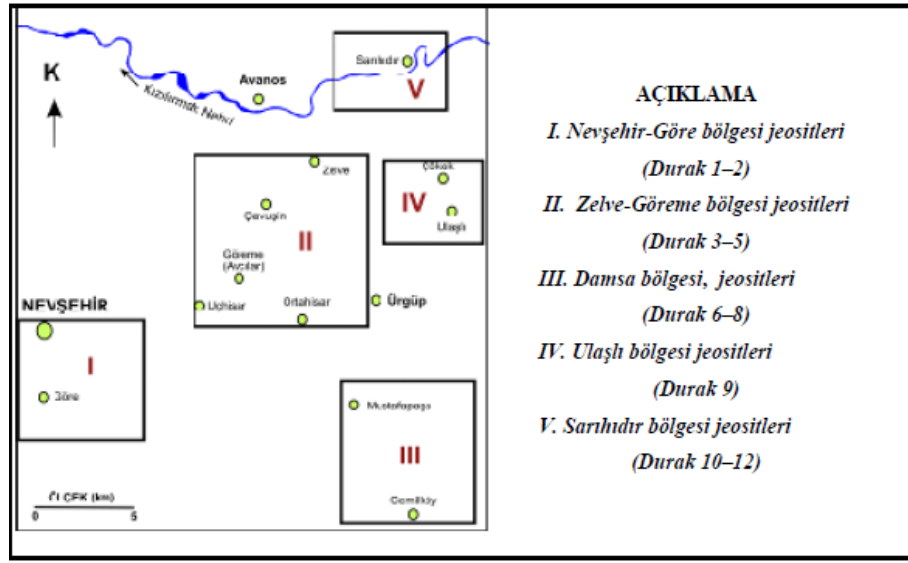 K
Kızılırmak Nehri
Avanos
Sarıhıdır
V
Zelve
Çavuşin
II
Göreme
(Avcılar)
Uchisar
Ortahisar
Ürgüp
Çökek
IV
Ulaşlı
NEVŞEHİR
I
Göre
Mustafapaşa
III
Cemilköy
ÖLÇEK (km)
0 5
AÇIKLAMA
I. Nevşehir-Göre bölgesi jeositleri
(Durak 1–2)
II. Zelve-Göreme bölgesi jeositleri
(Durak 3–5)
III. Damsa bölgesi, jeositleri
(Durak 6–8)
IV. Ulaşlı bölgesi jeositleri
(Durak 9)
V. Sarıhıdır bölgesi jeositleri
(Durak 10–12)